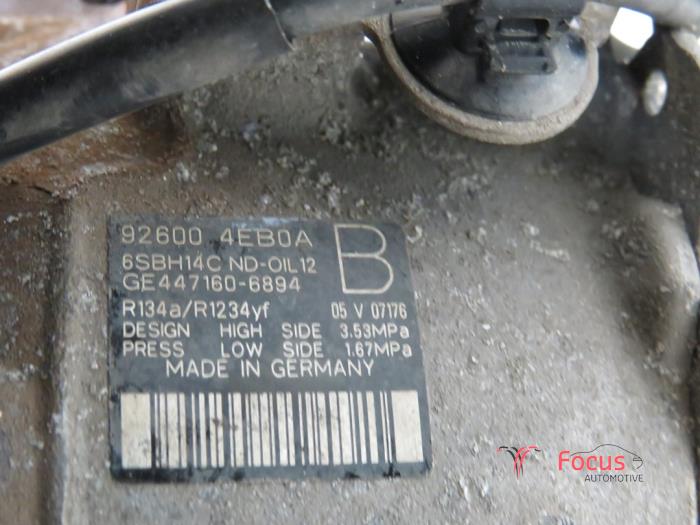 92600 4EB0A B
6SBH14C ND-OIL12
GE447160-6894
R134a/R1234yf 05 V 07176
DESIGN HIGH SIDE 3.53MPa
PRESS LOW SIDE 1.67MPa
MADE IN GERMANY
Focus
AUTOMOTIVE